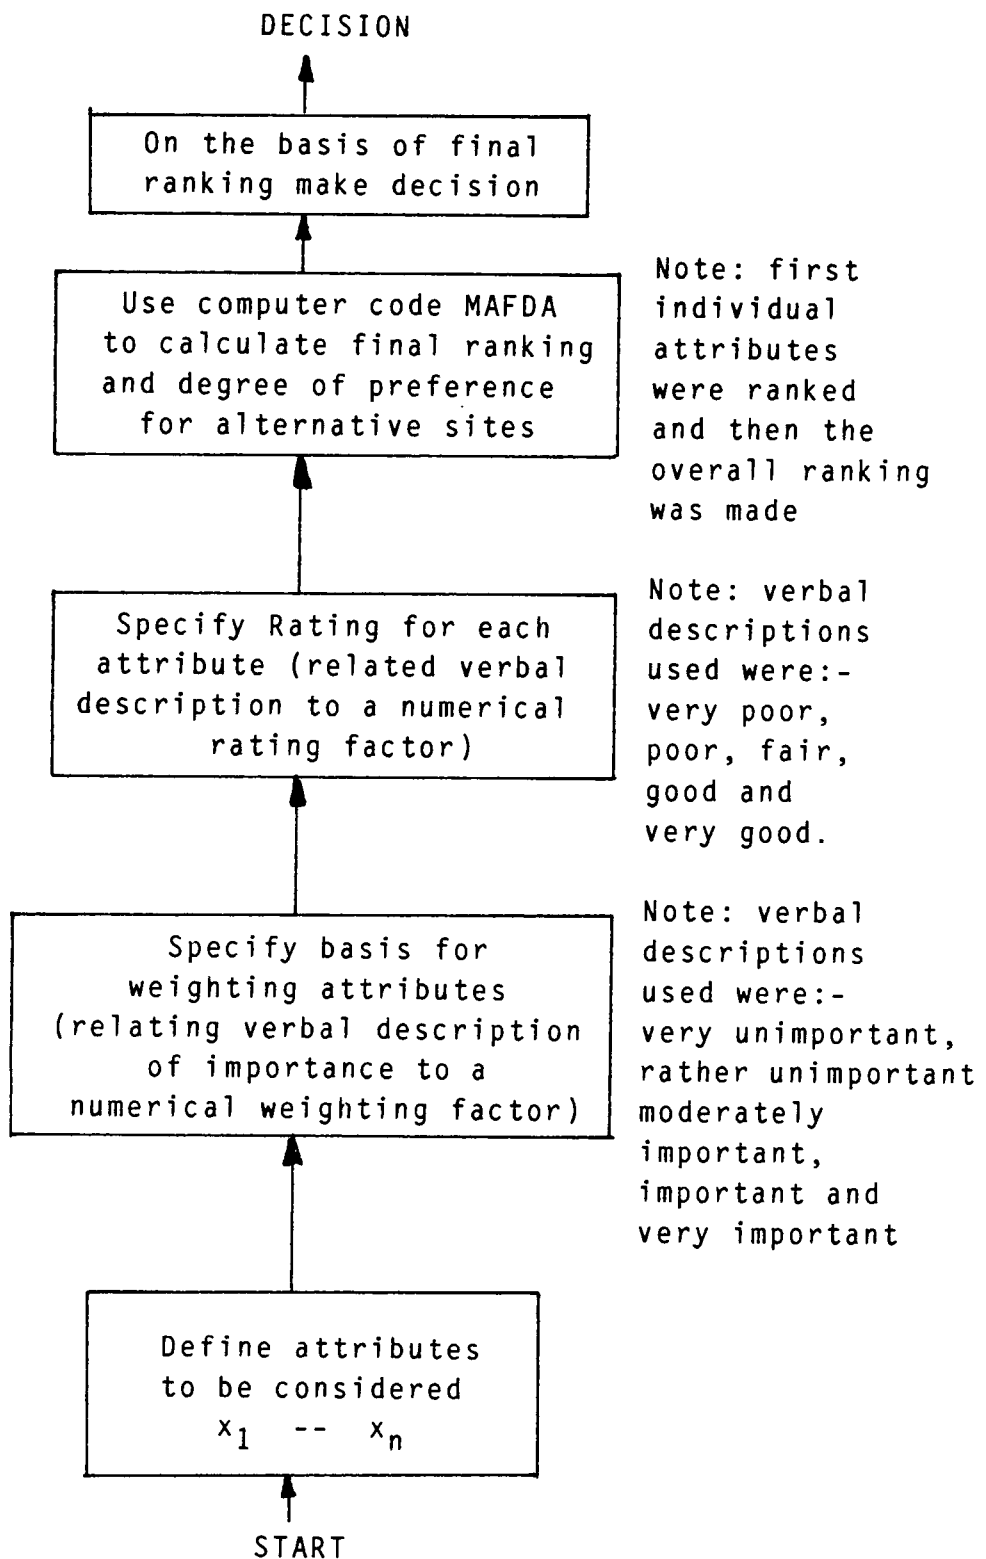 DECISION
On the basis of final
ranking make decision
Use computer code MAFDA
to calculate final ranking
and degree of preference
for alternative sites
Note: first
individual
attributes
were ranked
and then the
overall ranking
was made
Specify Rating for each
attribute (related verbal
description to a numerical
rating factor)
Note: verbal
descriptions
used were:-
very poor,
poor, fair,
good and
very good.
Specify basis for
weighting attributes
(relating verbal description
of importance to a
numerical weighting factor)
Note: verbal
descriptions
used were:-
very unimportant,
rather unimportant
moderately
important,
important and
very important
Define attributes
to be considered
x1 -- xn
START